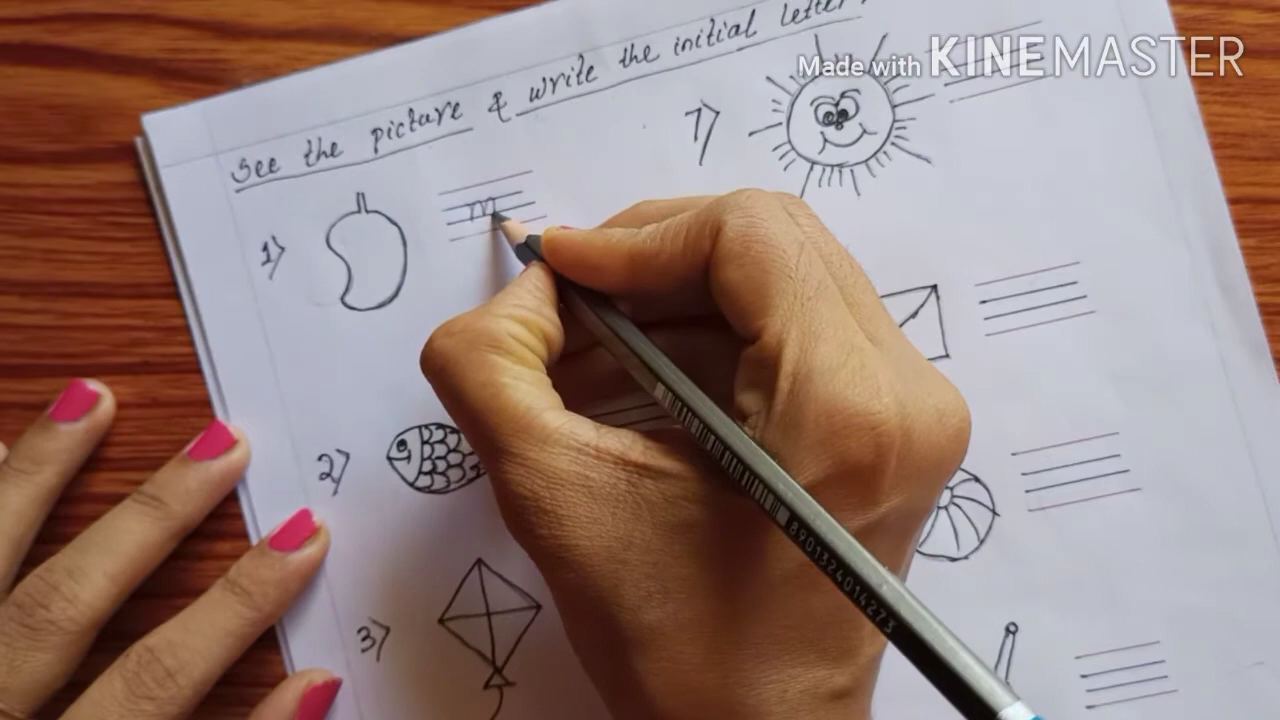 See the picture & write the initial letter.
Made with KINEMASTER
1)
m
7)
2)
3)
8901324014273